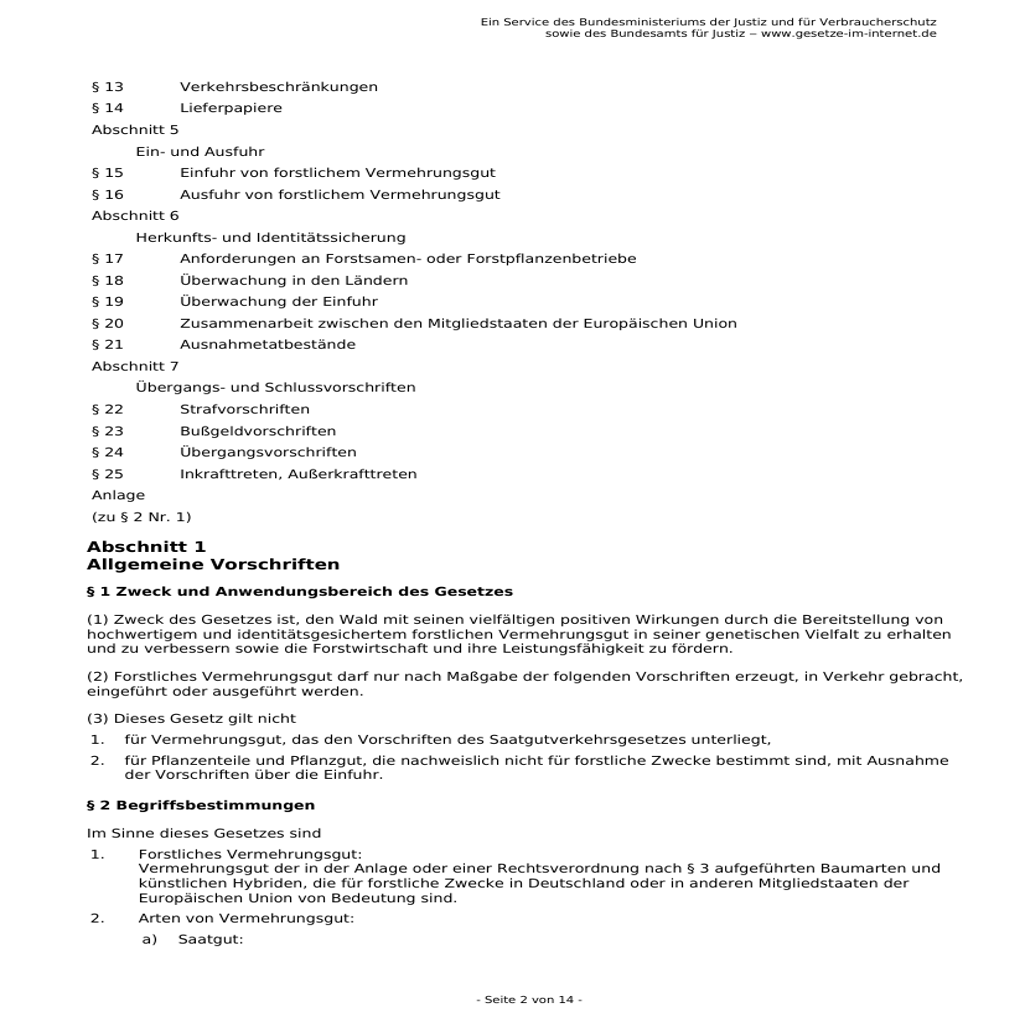 Ein Service des Bundesministeriums der Justiz und für Verbraucherschutz
sowie des Bundesamts für Justiz – www.gesetze-im-internet.de
§ 13 Verkehrsbeschränkungen
§ 14 Lieferpapiere
Abschnitt 5
Ein- und Ausfuhr
§ 15 Einfuhr von forstlichem Vermehrungsgut
§ 16 Ausfuhr von forstlichem Vermehrungsgut
Abschnitt 6
Herkunfts- und Identitätssicherung
§ 17 Anforderungen an Forstsamen- oder Forstpflanzenbetriebe
§ 18 Überwachung in den Ländern
§ 19 Überwachung der Einfuhr
§ 20 Zusammenarbeit zwischen den Mitgliedstaaten der Europäischen Union
§ 21 Ausnahmetatbestände
Abschnitt 7
Übergangs- und Schlussvorschriften
§ 22 Strafvorschriften
§ 23 Bußgeldvorschriften
§ 24 Übergangsvorschriften
§ 25 Inkrafttreten, Außerkrafttreten
Anlage
(zu § 2 Nr. 1)
Abschnitt 1
Allgemeine Vorschriften
§ 1 Zweck und Anwendungsbereich des Gesetzes
(1) Zweck des Gesetzes ist, den Wald mit seinen vielfältigen positiven Wirkungen durch die Bereitstellung von
hochwertigem und identitätsgesichertem forstlichen Vermehrungsgut in seiner genetischen Vielfalt zu erhalten
und zu verbessern sowie die Forstwirtschaft und ihre Leistungsfähigkeit zu fördern.
(2) Forstliches Vermehrungsgut darf nur nach Maßgabe der folgenden Vorschriften erzeugt, in Verkehr gebracht,
eingeführt oder ausgeführt werden.
(3) Dieses Gesetz gilt nicht
1. für Vermehrungsgut, das den Vorschriften des Saatgutverkehrsgesetzes unterliegt,
2. für Pflanzenteile und Pflanzgut, die nachweislich nicht für forstliche Zwecke bestimmt sind, mit Ausnahme
der Vorschriften über die Einfuhr.
§ 2 Begriffsbestimmungen
Im Sinne dieses Gesetzes sind
1. Forstliches Vermehrungsgut:
Vermehrungsgut der in der Anlage oder einer Rechtsverordnung nach § 3 aufgeführten Baumarten und
künstlichen Hybriden, die für forstliche Zwecke in Deutschland oder in anderen Mitgliedstaaten der
Europäischen Union von Bedeutung sind.
2. Arten von Vermehrungsgut:
a) Saatgut:
- Seite 2 von 14 -